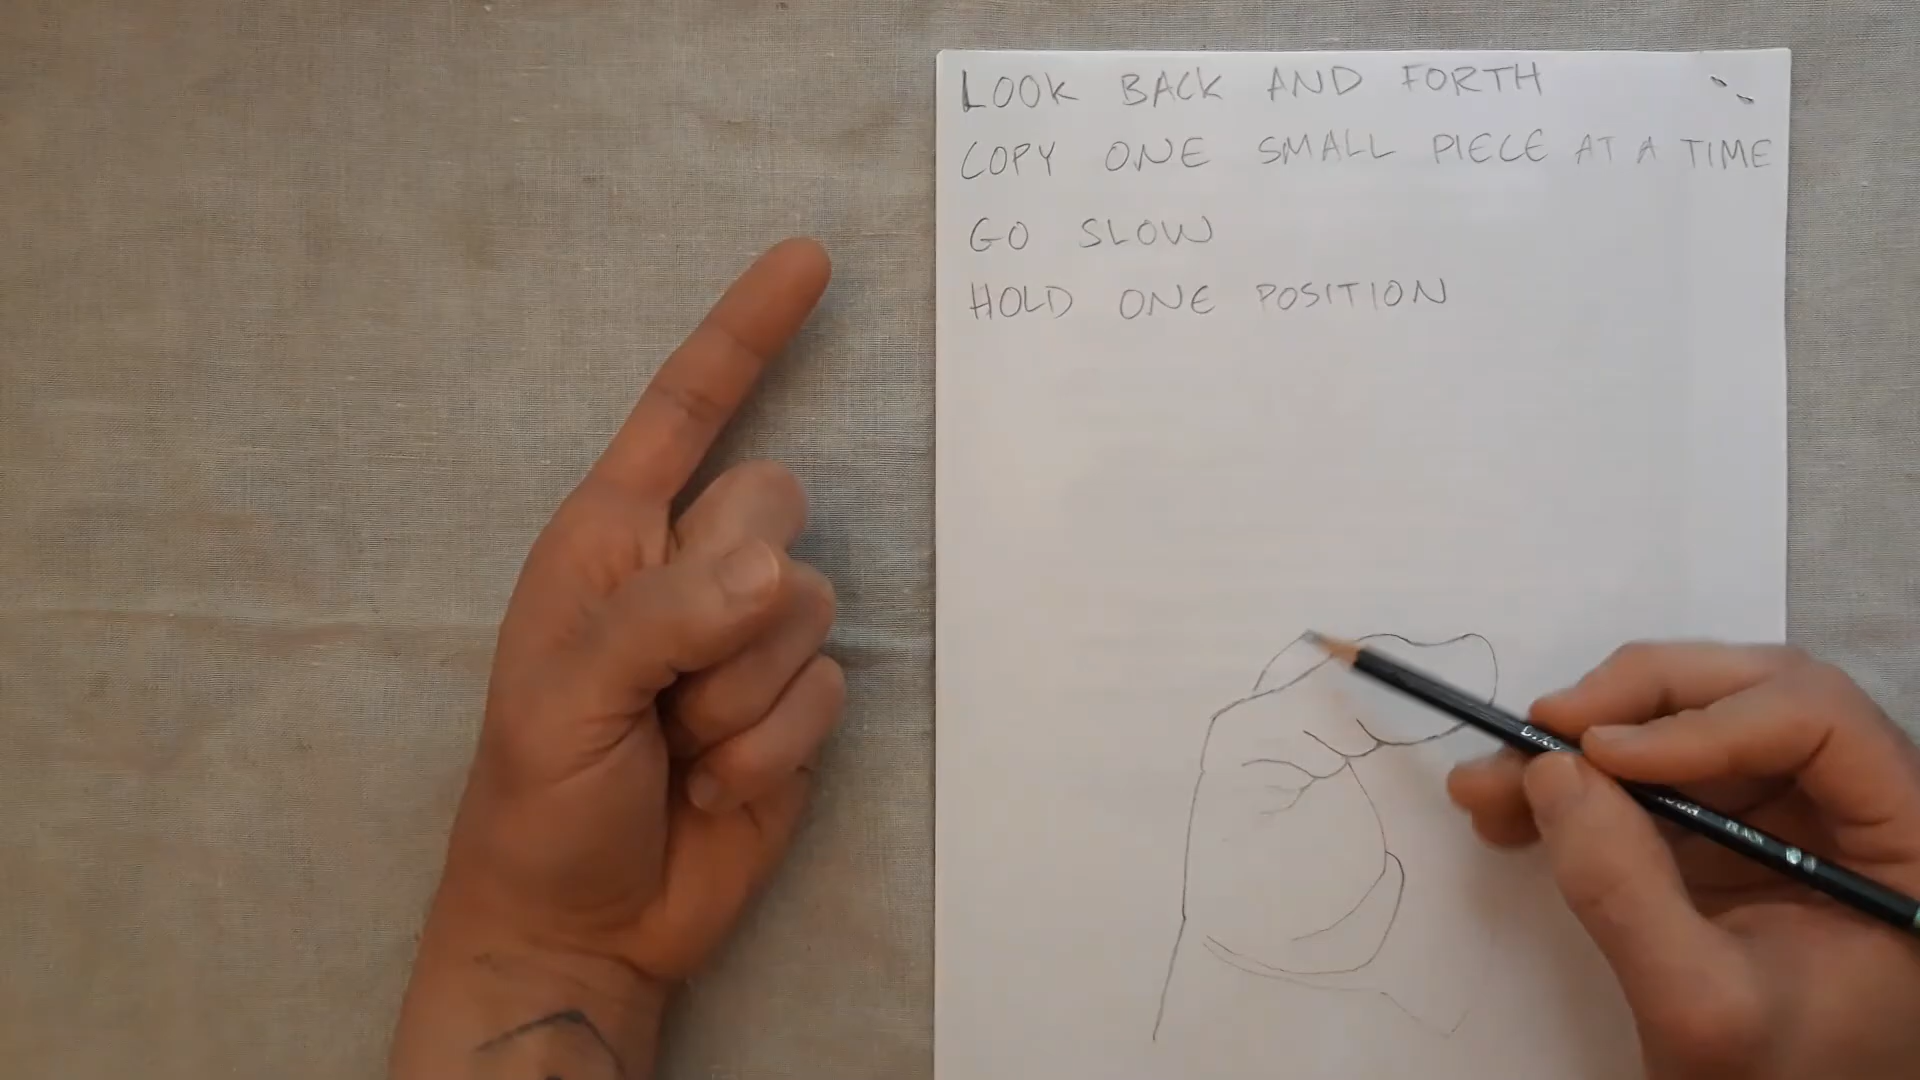 LOOK BACK AND FORTH
COPY ONE SMALL PIECE AT A TIME
GO SLOW
HOLD ONE POSITION